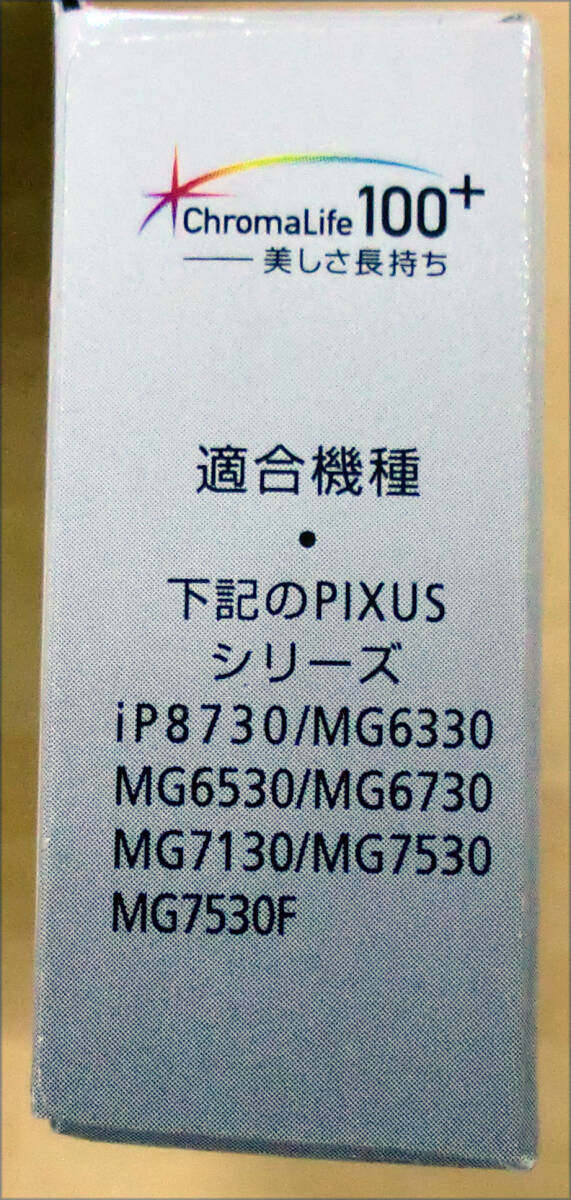 ChromaLife 100+
美しさ長持ち
適合機種
●
下記のPIXUS
シリーズ
iP8730/MG6330
MG6530/MG6730
MG7130/MG7530
MG7530F